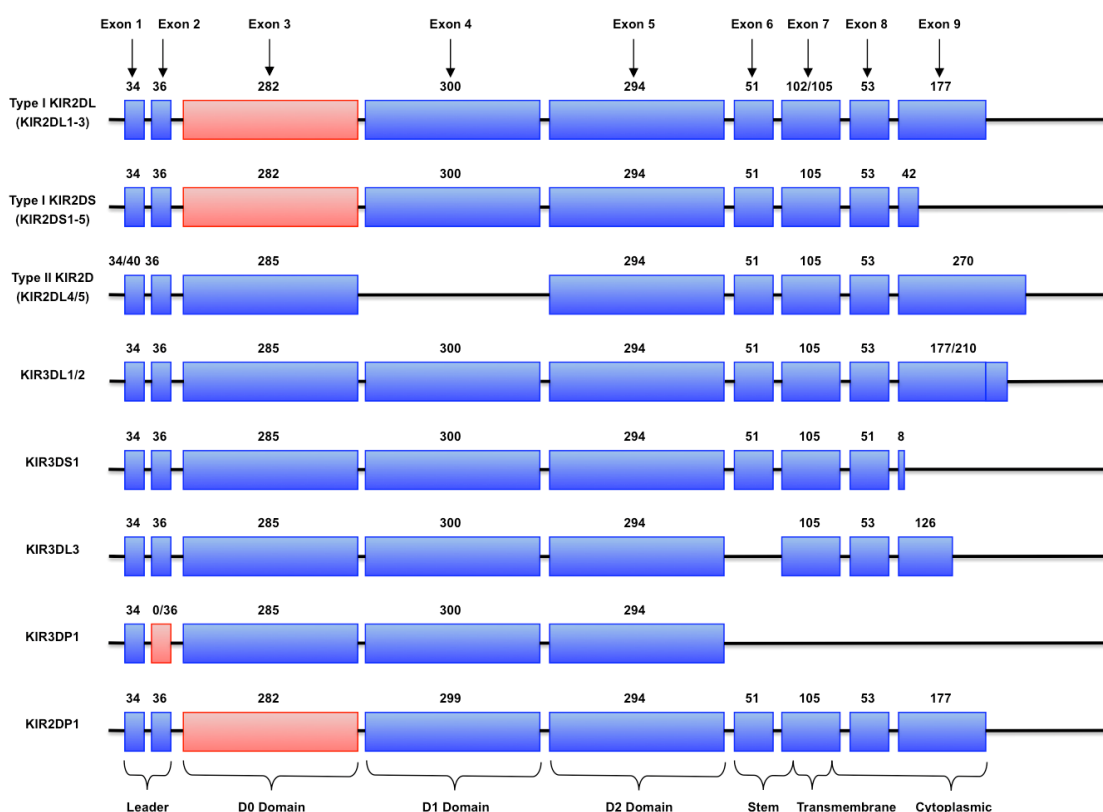 Exon 1 Exon 2 Exon 3 Exon 4 Exon 5 Exon 6 Exon 7 Exon 8 Exon 9
34 36 282 300 294 51 102/105 53 177
Type I KIR2DL
(KIR2DL1-3)
34 36 282 300 294 51 105 53 42
Type I KIR2DS
(KIR2DS1-5)
34/40 36 285 294 51 105 53 270
Type II KIR2D
(KIR2DL4/5)
34 36 285 300 294 51 105 53 177/210
KIR3DL1/2
34 36 285 300 294 51 105 51 8
KIR3DS1
34 36 285 300 294 105 53 126
KIR3DL3
34 0/36 285 300 294
KIR3DP1
34 36 282 299 294 51 105 53 177
KIR2DP1
Leader D0 Domain D1 Domain D2 Domain Stem Transmembrane Cytoplasmic